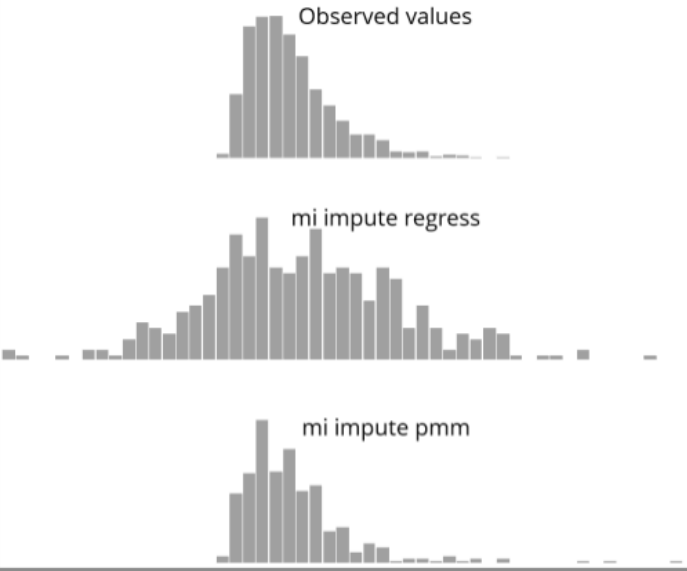 Observed values
mi impute regress
mi impute pmm